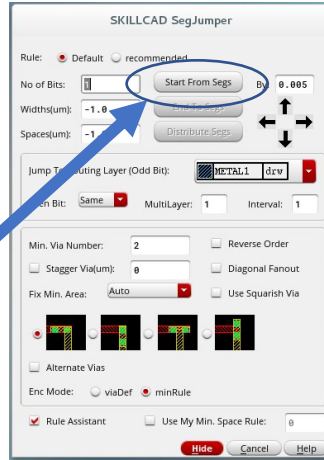 SKILLCAD SegJumper
Rule: Default recommended
No of Bits: 1 Start From Segs By: 0.005
Widths(um): -1.0 End To Segs
Spaces(um): Distribute Segs
Layer (Odd Bit): METAL1 drw
Bit: Same MultiLayer: 1 Interval: 1
Min. Via Number: 2 Reverse Order
Stagger Via(um): 0 Diagonal Fanout
Fix Min. Area: Auto Use Squarish Via
Alternate Vias
Enc Mode: viaDef minRule
Rule Assistant Use My Min. Space Rule: 0
Hide Cancel Help